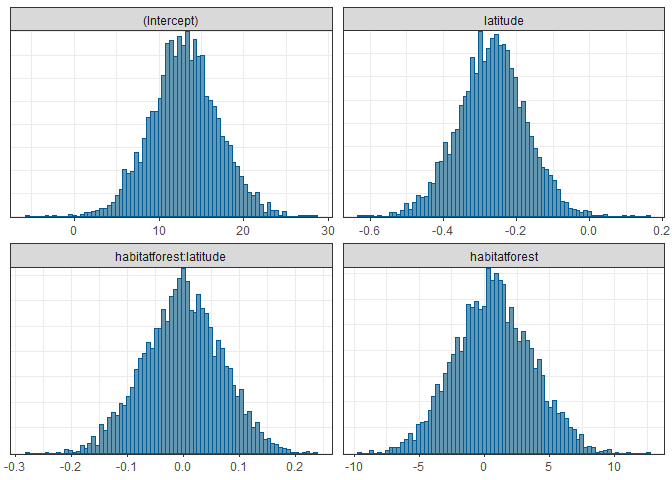 (Intercept)
latitude
0 10 20 30
-0.6 -0.4 -0.2 0.0 0.2
habitatforest:latitude
habitatforest
-0.3 -0.2 -0.1 0.0 0.1 0.2
-10 -5 0 5 10